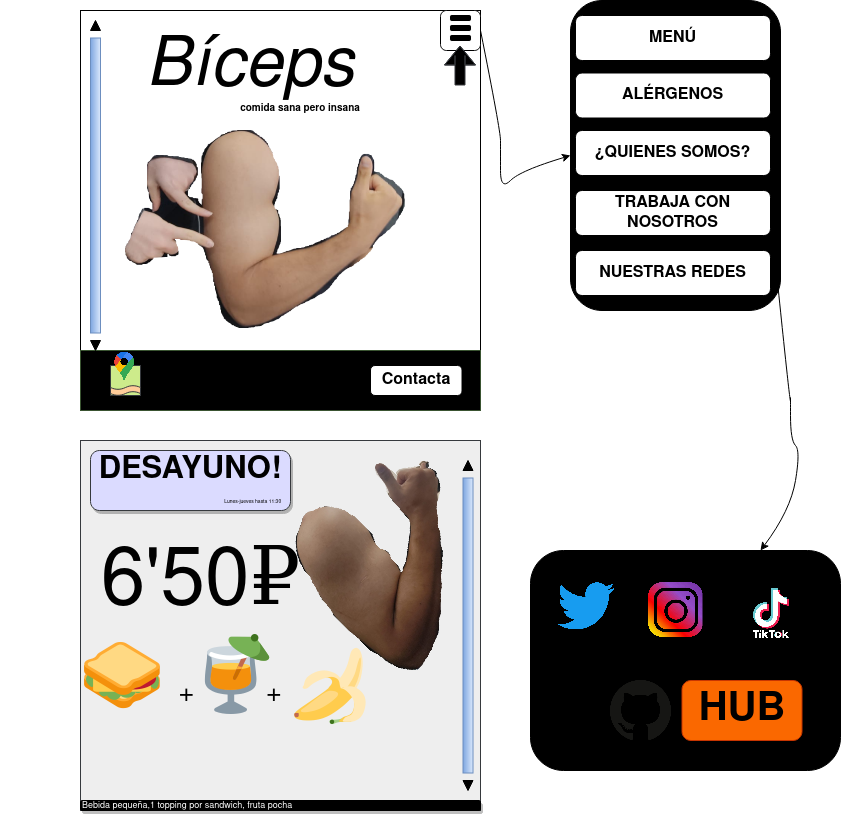 Bíceps
comida sana pero insana
Contacta
MENÚ
ALÉRGENOS
¿QUIENES SOMOS?
TRABAJA CON
NOSOTROS
NUESTRAS REDES
DESAYUNO!
Lunes-jueves hasta 11:30
6'50₽
+ +
Bebida pequeña,1 topping por sandwich, fruta pocha
TikTok
HUB